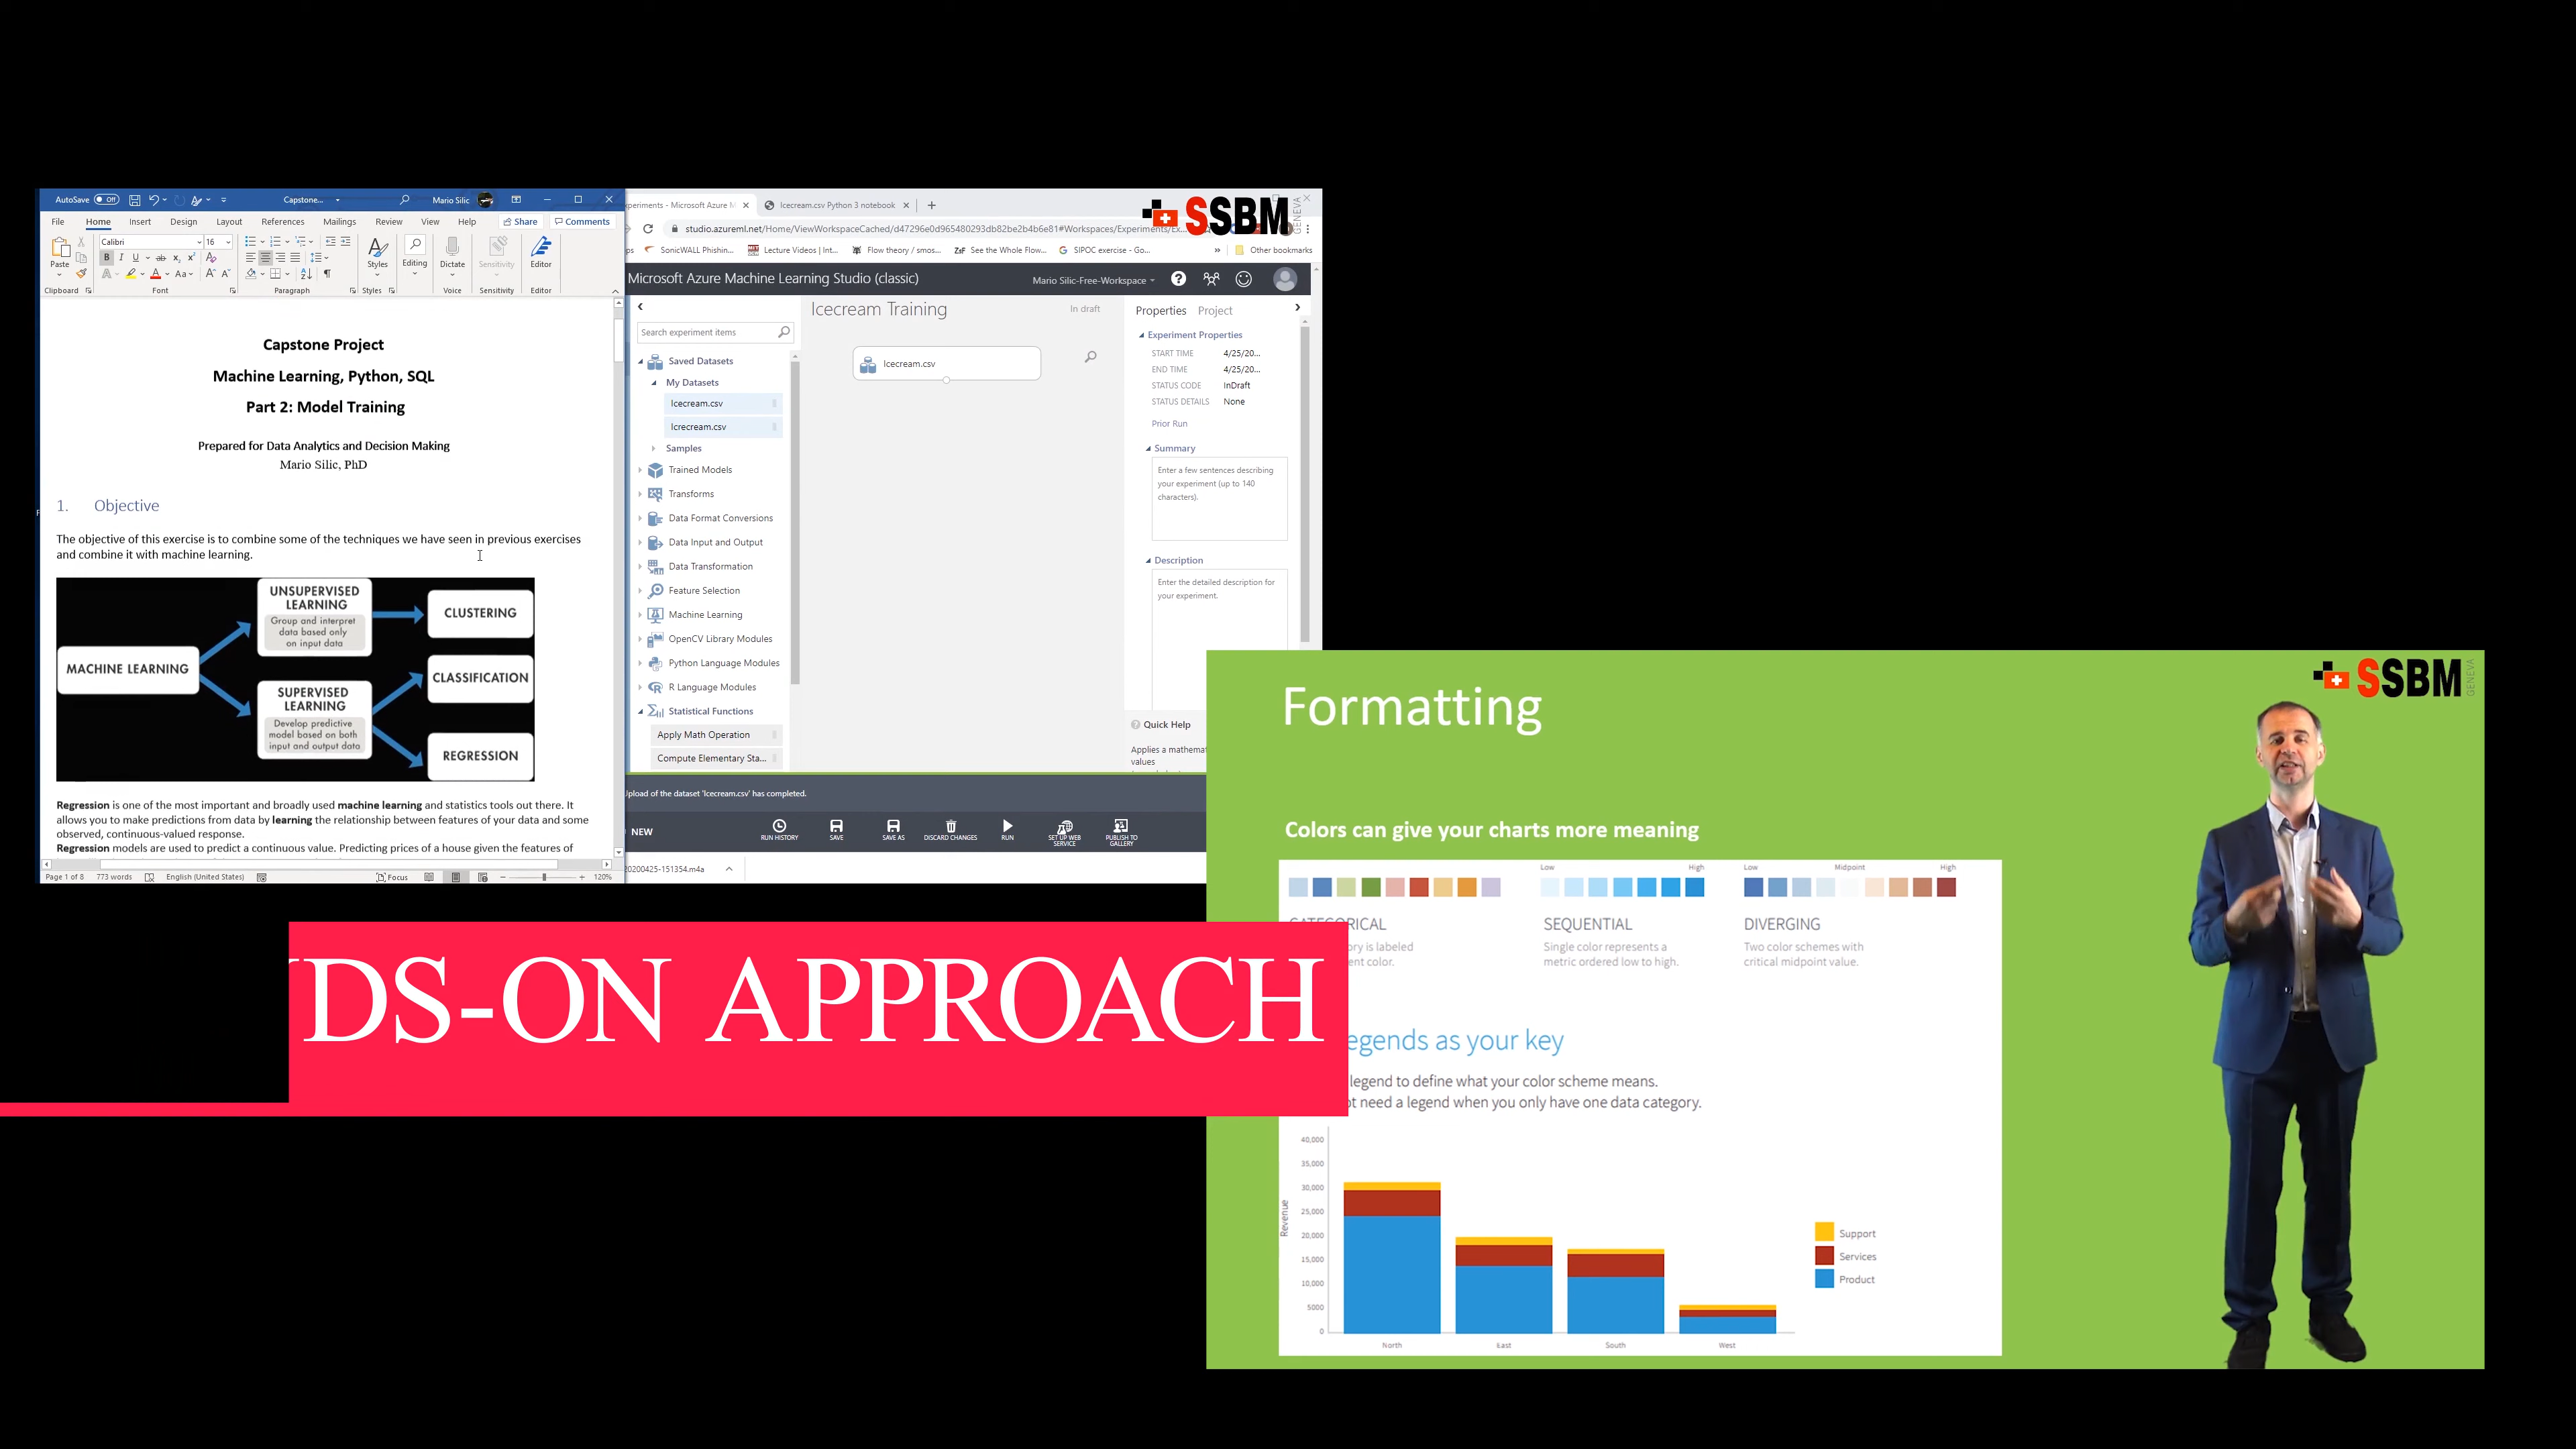 AutoSave Off Capstone... Mario Silic
File Home Insert Design Layout References Mailings Review View Help Share Comments
Calibri 16
Paste Styles Editing Dictate Sensitivity Editor
Clipboard Font Paragraph Styles Voice Sensitivity Editor
Capstone Project
Machine Learning, Python, SQL
Part 2: Model Training
Prepared for Data Analytics and Decision Making
Mario Silic, PhD
1. Objective
The objective of this exercise is to combine some of the techniques we have seen in previous exercises
and combine it with machine learning.
MACHINE LEARNING
UNSUPERVISED
LEARNING
Group and interpret
data based only
on input data
SUPERVISED
LEARNING
Develop predictive
model based on both
input and output data
CLUSTERING
CLASSIFICATION
REGRESSION
Regression is one of the most important and broadly used machine learning and statistics tools out there. It
allows you to make predictions from data by learning the relationship between features of your data and some
observed, continuous-valued response.
Regression models are used to predict a continuous value. Predicting prices of a house given the features of
Page 1 of 8 773 words English (United States) Focus 120%
xperiments - Microsoft Azure M Icecream.csv Python 3 notebook
SSBM
GENEVA
studio.azureml.net/Home/ViewWorkspaceCached/d47296e0d965480293db82be2b4b6e81#Workspaces/Experiments/Ex...
ps SonicWALL Phishin... Lecture Videos | Int... Flow theory / smos... See the Whole Flow... SIPOC exercise - Go... » Other bookmarks
Microsoft Azure Machine Learning Studio (classic) Mario Silic-Free-Workspace
Search experiment items
Saved Datasets
My Datasets
Icecream.csv
Icrecream.csv
Samples
Trained Models
Transforms
Data Format Conversions
Data Input and Output
Data Transformation
Feature Selection
Machine Learning
OpenCV Library Modules
Python Language Modules
R Language Modules
Statistical Functions
Apply Math Operation
Compute Elementary Sta...
Icecream Training In draft
Icecream.csv
Properties Project
Experiment Properties
START TIME 4/25/20...
END TIME 4/25/20...
STATUS CODE InDraft
STATUS DETAILS None
Prior Run
Summary
Enter a few sentences describing
your experiment (up to 140
characters).
Description
Enter the detailed description for
your experiment.
Quick Help
Applies a mathemat
values
Upload of the dataset 'Icecream.csv' has completed.
NEW
RUN HISTORY SAVE SAVE AS DISCARD CHANGES RUN SET UP WEB SERVICE PUBLISH TO GALLERY
20200425-151354.m4a
DS-ON APPROACH
SSBM
GENEVA
Formatting
Colors can give your charts more meaning
Low High Low Midpoint High
CATEGORICAL
ory is labeled
ent color.
SEQUENTIAL
Single color represents a
metric ordered low to high.
DIVERGING
Two color schemes with
critical midpoint value.
egends as your key
legend to define what your color scheme means.
ot need a legend when you only have one data category.
Revenue
40,000
35,000
30,000
25,000
20,000
15,000
10,000
5000
0
North East South West
Support
Services
Product